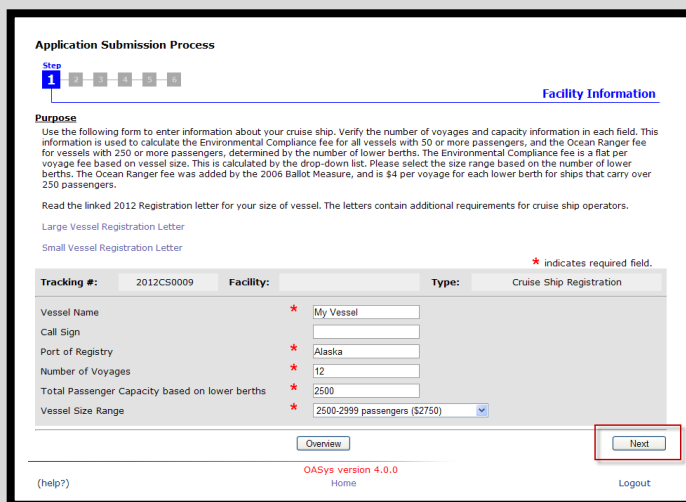 Application Submission Process
Step
1 2 3 4 5 6
Facility Information
Purpose
Use the following form to enter information about your cruise ship. Verify the number of voyages and capacity information in each field. This
information is used to calculate the Environmental Compliance fee for all vessels with 50 or more passengers, and the Ocean Ranger fee
for vessels with 250 or more passengers, determined by the number of lower berths. The Environmental Compliance fee is a flat per
voyage fee based on vessel size. This is calculated by the drop-down list. Please select the size range based on the number of lower
berths. The Ocean Ranger fee was added by the 2006 Ballot Measure, and is $4 per voyage for each lower berth for ships that carry over
250 passengers.
Read the linked 2012 Registration letter for your size of vessel. The letters contain additional requirements for cruise ship operators.
Large Vessel Registration Letter
Small Vessel Registration Letter
* indicates required field.
Tracking #: 2012CS0009 Facility: Type: Cruise Ship Registration
Vessel Name * My Vessel
Call Sign
Port of Registry * Alaska
Number of Voyages * 12
Total Passenger Capacity based on lower berths * 2500
Vessel Size Range * 2500-2999 passengers ($2750)
Overview Next
OASys version 4.0.0
(help?) Home Logout